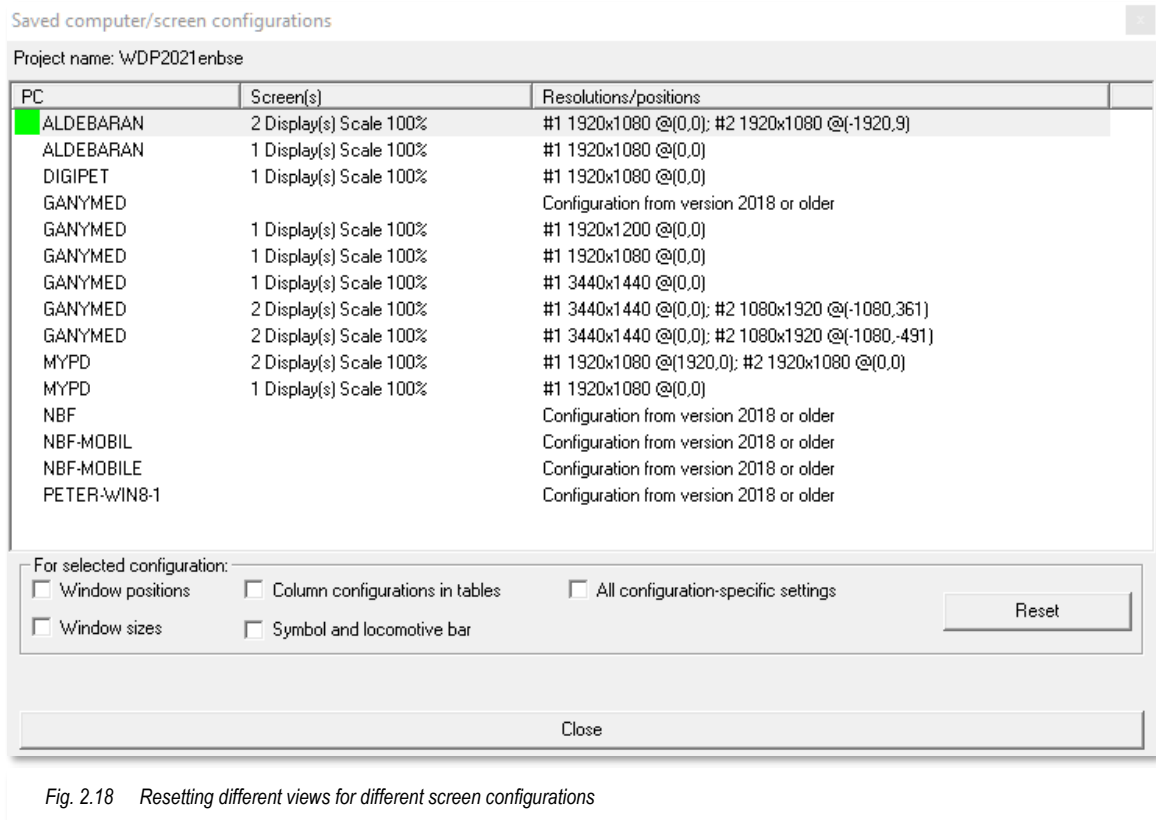 Saved computer/screen configurations
x
Project name: WDP2021enbse
PC Screen(s) Resolutions/positions
ALDEBARAN 2 Display(s) Scale 100% #1 1920x1080 @(0,0); #2 1920x1080 @(-1920,9)
ALDEBARAN 1 Display(s) Scale 100% #1 1920x1080 @(0,0)
DIGIPET 1 Display(s) Scale 100% #1 1920x1080 @(0,0)
GANYMED Configuration from version 2018 or older
GANYMED 1 Display(s) Scale 100% #1 1920x1200 @(0,0)
GANYMED 1 Display(s) Scale 100% #1 1920x1080 @(0,0)
GANYMED 1 Display(s) Scale 100% #1 3440x1440 @(0,0)
GANYMED 2 Display(s) Scale 100% #1 3440x1440 @(0,0); #2 1080x1920 @(-1080,361)
GANYMED 2 Display(s) Scale 100% #1 3440x1440 @(0,0); #2 1080x1920 @(-1080,-491)
MYPD 2 Display(s) Scale 100% #1 1920x1080 @(1920,0); #2 1920x1080 @(0,0)
MYPD 1 Display(s) Scale 100% #1 1920x1080 @(0,0)
NBF Configuration from version 2018 or older
NBF-MOBIL Configuration from version 2018 or older
NBF-MOBILE Configuration from version 2018 or older
PETER-WIN8-1 Configuration from version 2018 or older
For selected configuration:
Window positions Column configurations in tables All configuration-specific settings
Reset
Window sizes Symbol and locomotive bar
Close
Fig. 2.18 Resetting different views for different screen configurations